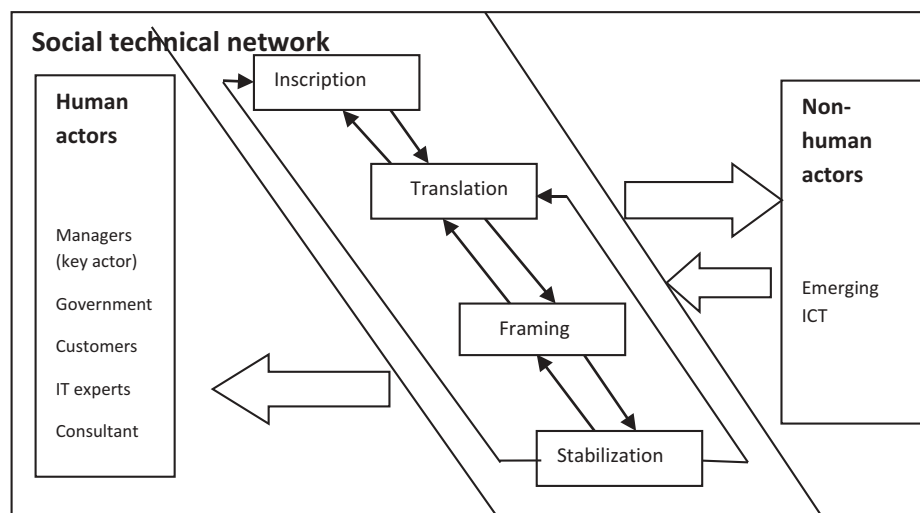 Social technical network
Human
actors
Managers
(key actor)
Government
Customers
IT experts
Consultant
Inscription
Translation
Framing
Stabilization
Non-
human
actors
Emerging
ICT